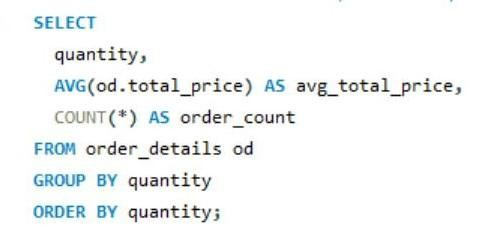 SELECT
quantity,
AVG(od.total_price) AS avg_total_price,
COUNT(*) AS order_count
FROM order_details od
GROUP BY quantity
ORDER BY quantity;